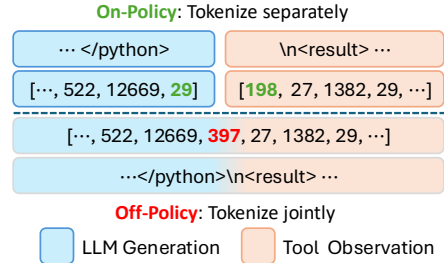 On-Policy: Tokenize separately
… </python> \n<result> …
[…, 522, 12669, 29] [198, 27, 1382, 29, …]
[…, 522, 12669, 397, 27, 1382, 29, …]
…</python>\n<result> …
Off-Policy: Tokenize jointly
LLM Generation Tool Observation